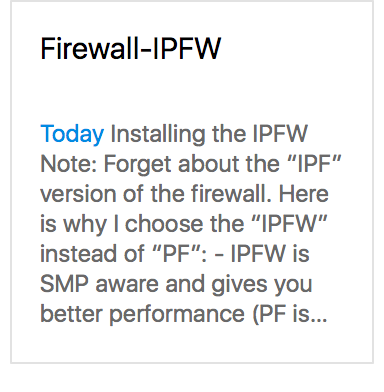 Firewall-IPFW
Today Installing the IPFW
Note: Forget about the “IPF”
version of the firewall. Here
is why I choose the “IPFW”
instead of “PF”: - IPFW is
SMP aware and gives you
better performance (PF is...